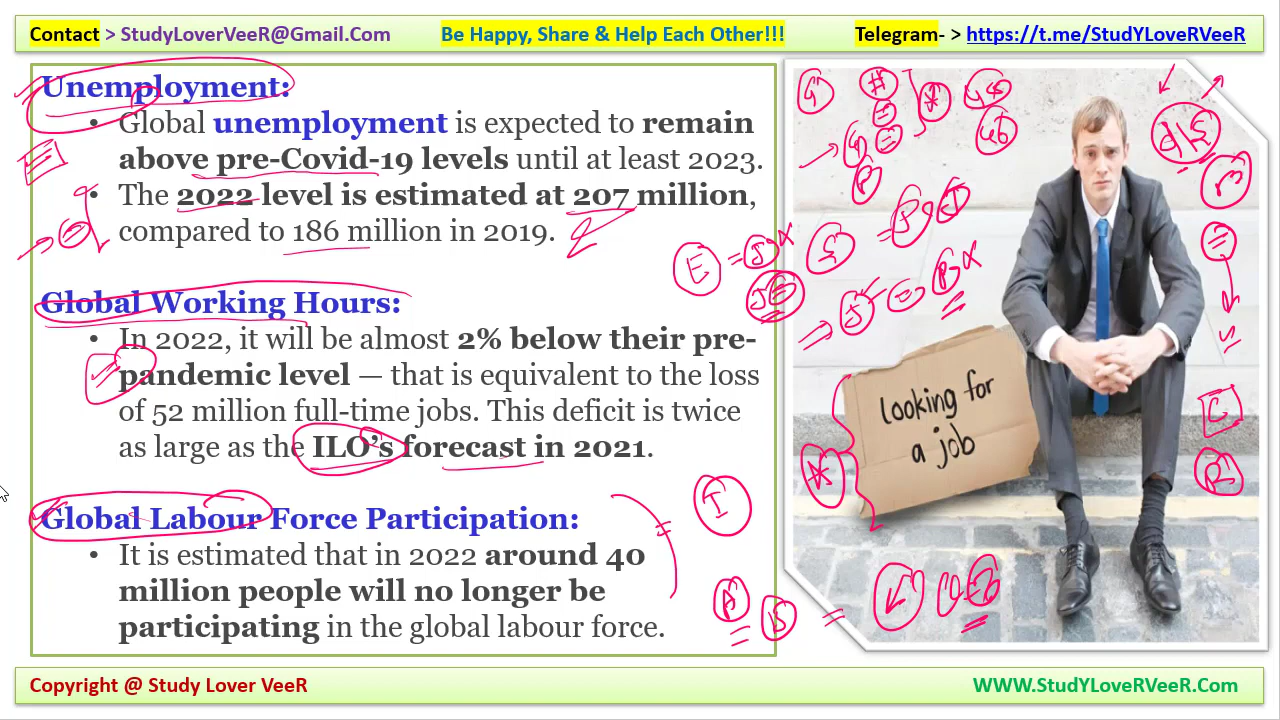 Contact > StudyLoverVeeR@Gmail.Com
Be Happy, Share & Help Each Other!!!
Telegram- > https://t.me/StudYLoveRVeeR
Unemployment:
• Global unemployment is expected to remain
above pre-Covid-19 levels until at least 2023.
• The 2022 level is estimated at 207 million,
compared to 186 million in 2019.
Global Working Hours:
• In 2022, it will be almost 2% below their pre-
pandemic level — that is equivalent to the loss
of 52 million full-time jobs. This deficit is twice
as large as the ILO's forecast in 2021.
Global Labour Force Participation:
• It is estimated that in 2022 around 40
million people will no longer be
participating in the global labour force.
Looking for
a job
Copyright @ Study Lover VeeR
WWW.StudYLoveRVeeR.Com